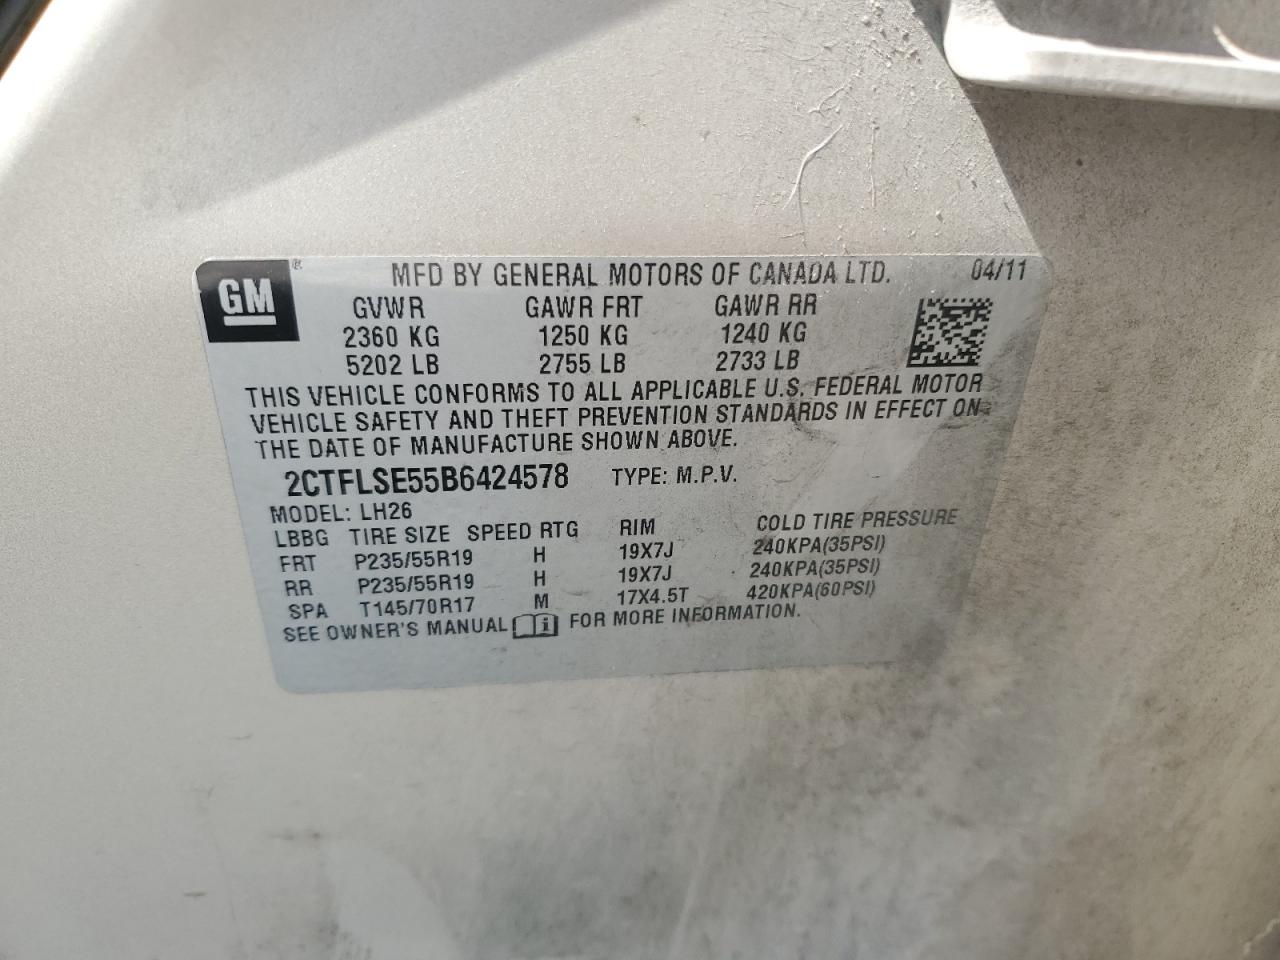 GM ®
MFD BY GENERAL MOTORS OF CANADA LTD. 04/11
GVWR GAWR FRT GAWR RR
2360 KG 1250 KG 1240 KG
5202 LB 2755 LB 2733 LB
THIS VEHICLE CONFORMS TO ALL APPLICABLE U.S. FEDERAL MOTOR
VEHICLE SAFETY AND THEFT PREVENTION STANDARDS IN EFFECT ON
THE DATE OF MANUFACTURE SHOWN ABOVE.
2CTFLSE55B6424578 TYPE: M.P.V.
MODEL: LH26
LBBG TIRE SIZE SPEED RTG RIM COLD TIRE PRESSURE
FRT P235/55R19 H 19X7J 240KPA(35PSI)
RR P235/55R19 H 19X7J 240KPA(35PSI)
SPA T145/70R17 M 17X4.5T 420KPA(60PSI)
SEE OWNER'S MANUAL FOR MORE INFORMATION.